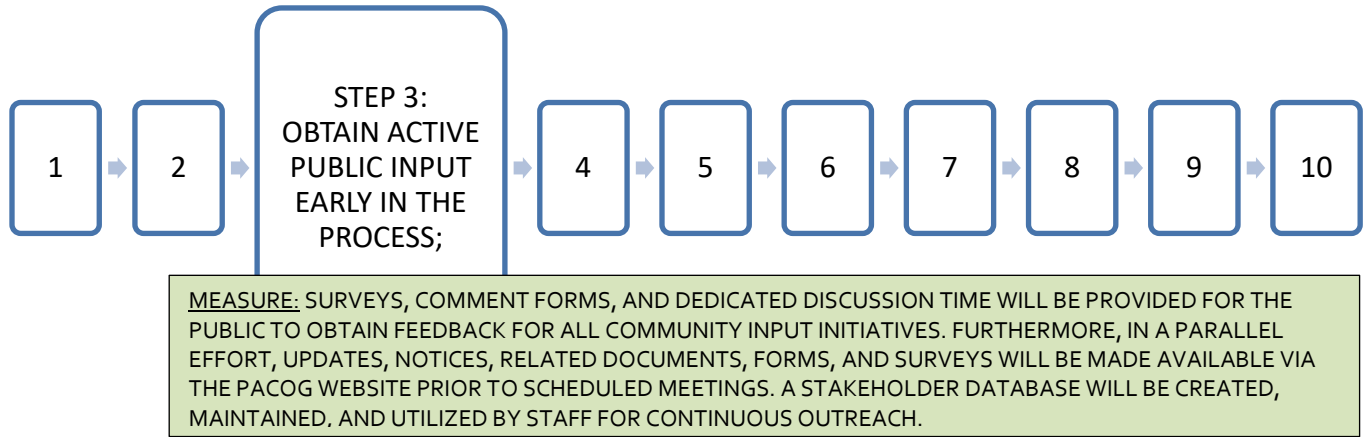 1
2
STEP 3:
OBTAIN ACTIVE
PUBLIC INPUT
EARLY IN THE
PROCESS;
4
5
6
7
8
9
10
MEASURE: SURVEYS, COMMENT FORMS, AND DEDICATED DISCUSSION TIME WILL BE PROVIDED FOR THE
PUBLIC TO OBTAIN FEEDBACK FOR ALL COMMUNITY INPUT INITIATIVES. FURTHERMORE, IN A PARALLEL
EFFORT, UPDATES, NOTICES, RELATED DOCUMENTS, FORMS, AND SURVEYS WILL BE MADE AVAILABLE VIA
THE PACOG WEBSITE PRIOR TO SCHEDULED MEETINGS. A STAKEHOLDER DATABASE WILL BE CREATED,
MAINTAINED, AND UTILIZED BY STAFF FOR CONTINUOUS OUTREACH.